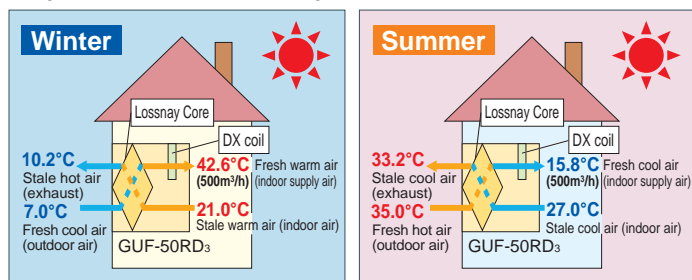 Winter
Lossnay Core
DX coil
10.2°C
Stale hot air
(exhaust)
42.6°C Fresh warm air
(500m³/h) (indoor supply air)
7.0°C
Fresh cool air
(outdoor air)
21.0°C
Stale warm air (indoor air)
GUF-50RD₃
Summer
Lossnay Core
DX coil
33.2°C
Stale cool air
(exhaust)
15.8°C Fresh cool air
(500m³/h) (indoor supply air)
35.0°C
Fresh hot air
(outdoor air)
27.0°C
Stale cool air (indoor air)
GUF-50RD₃